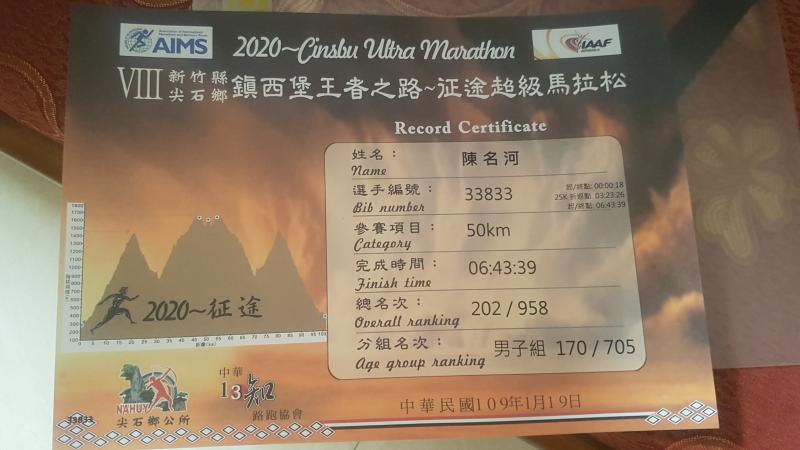 AIMS
2020~Cinsbu Ultra Marathon
IAAF
VIII 新竹縣尖石鄉 鎮西堡王者之路~征途超級馬拉松
Record Certificate
姓名：
Name
陳名河
選手編號：
Bib number
33833
起/終點: 00:00:18
25K 折返點 03:23:26
起/終點: 06:43:39
參賽項目：
Category
50km
完成時間：
Finish time
06:43:39
總名次：
Overall ranking
202 / 958
分組名次：
Age group ranking
男子組 170 / 705
2020~征途
NAHUY
尖石鄉公所
中華
13知
路跑協會
中華民國109年1月19日
33833